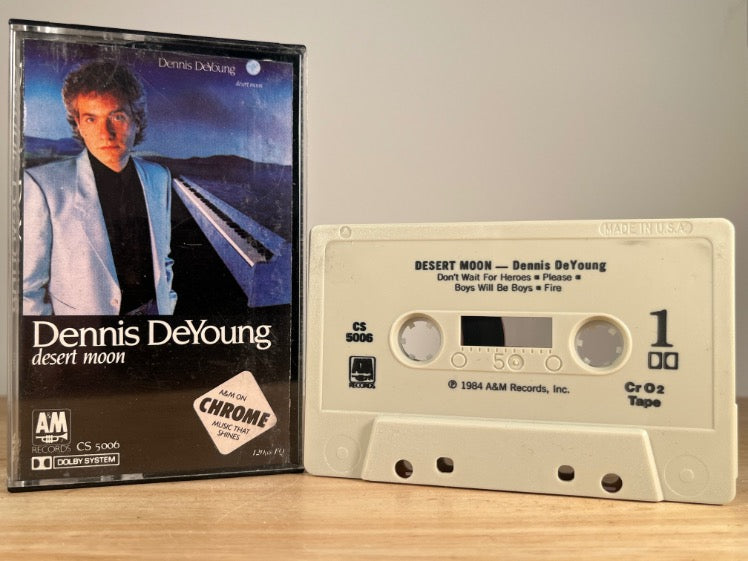 Dennis DeYoung
desert moon
Dennis DeYoung
desert moon
A&M ON
CHROME
MUSIC THAT
SHINES
A&M
RECORDS CS 5006
DOLBY SYSTEM
MADE IN U.S.A.
DESERT MOON — Dennis DeYoung
Don't Wait For Heroes ▪ Please ▪
Boys Will Be Boys ▪ Fire
CS
5006
1
50
A&M
RECORDS
℗ 1984 A&M Records, Inc.
Cr O2
Tape